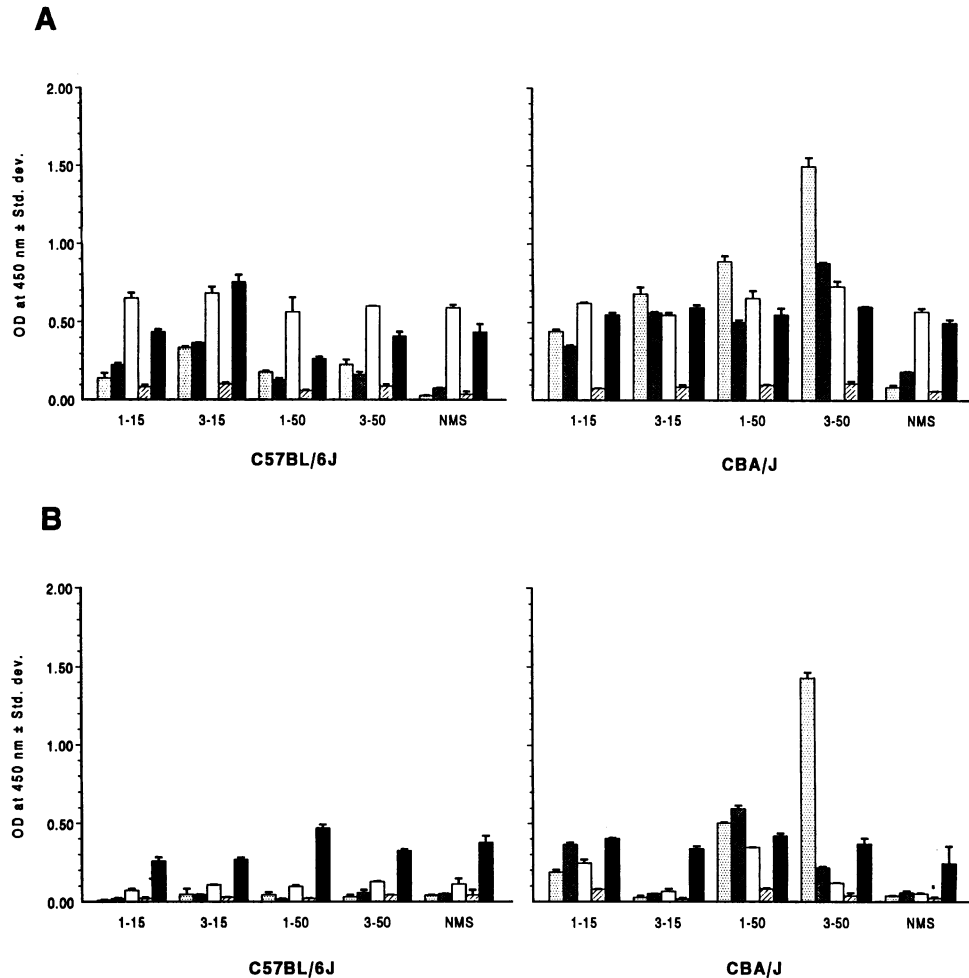 A
OD at 450 nm ± Std. dev.
2.00
1.50
1.00
0.50
0.00
1-15 3-15 1-50 3-50 NMS
C57BL/6J
1-15 3-15 1-50 3-50 NMS
CBA/J
B
OD at 450 nm ± Std. dev.
2.00
1.50
1.00
0.50
0.00
1-15 3-15 1-50 3-50 NMS
C57BL/6J
1-15 3-15 1-50 3-50 NMS
CBA/J